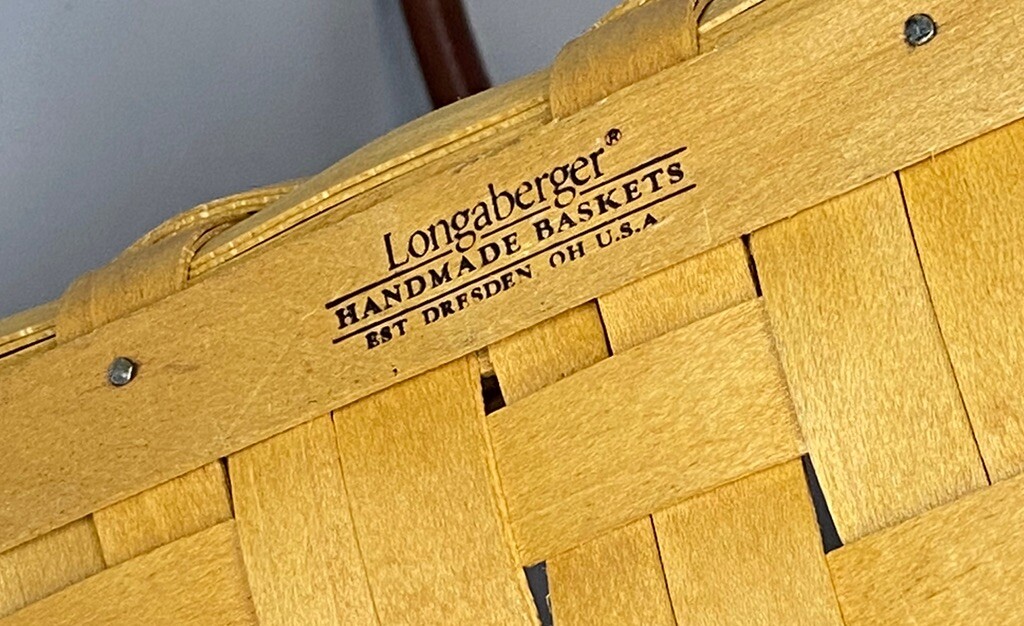 Longaberger®
HANDMADE BASKETS
EST DRESDEN OH U.S.A